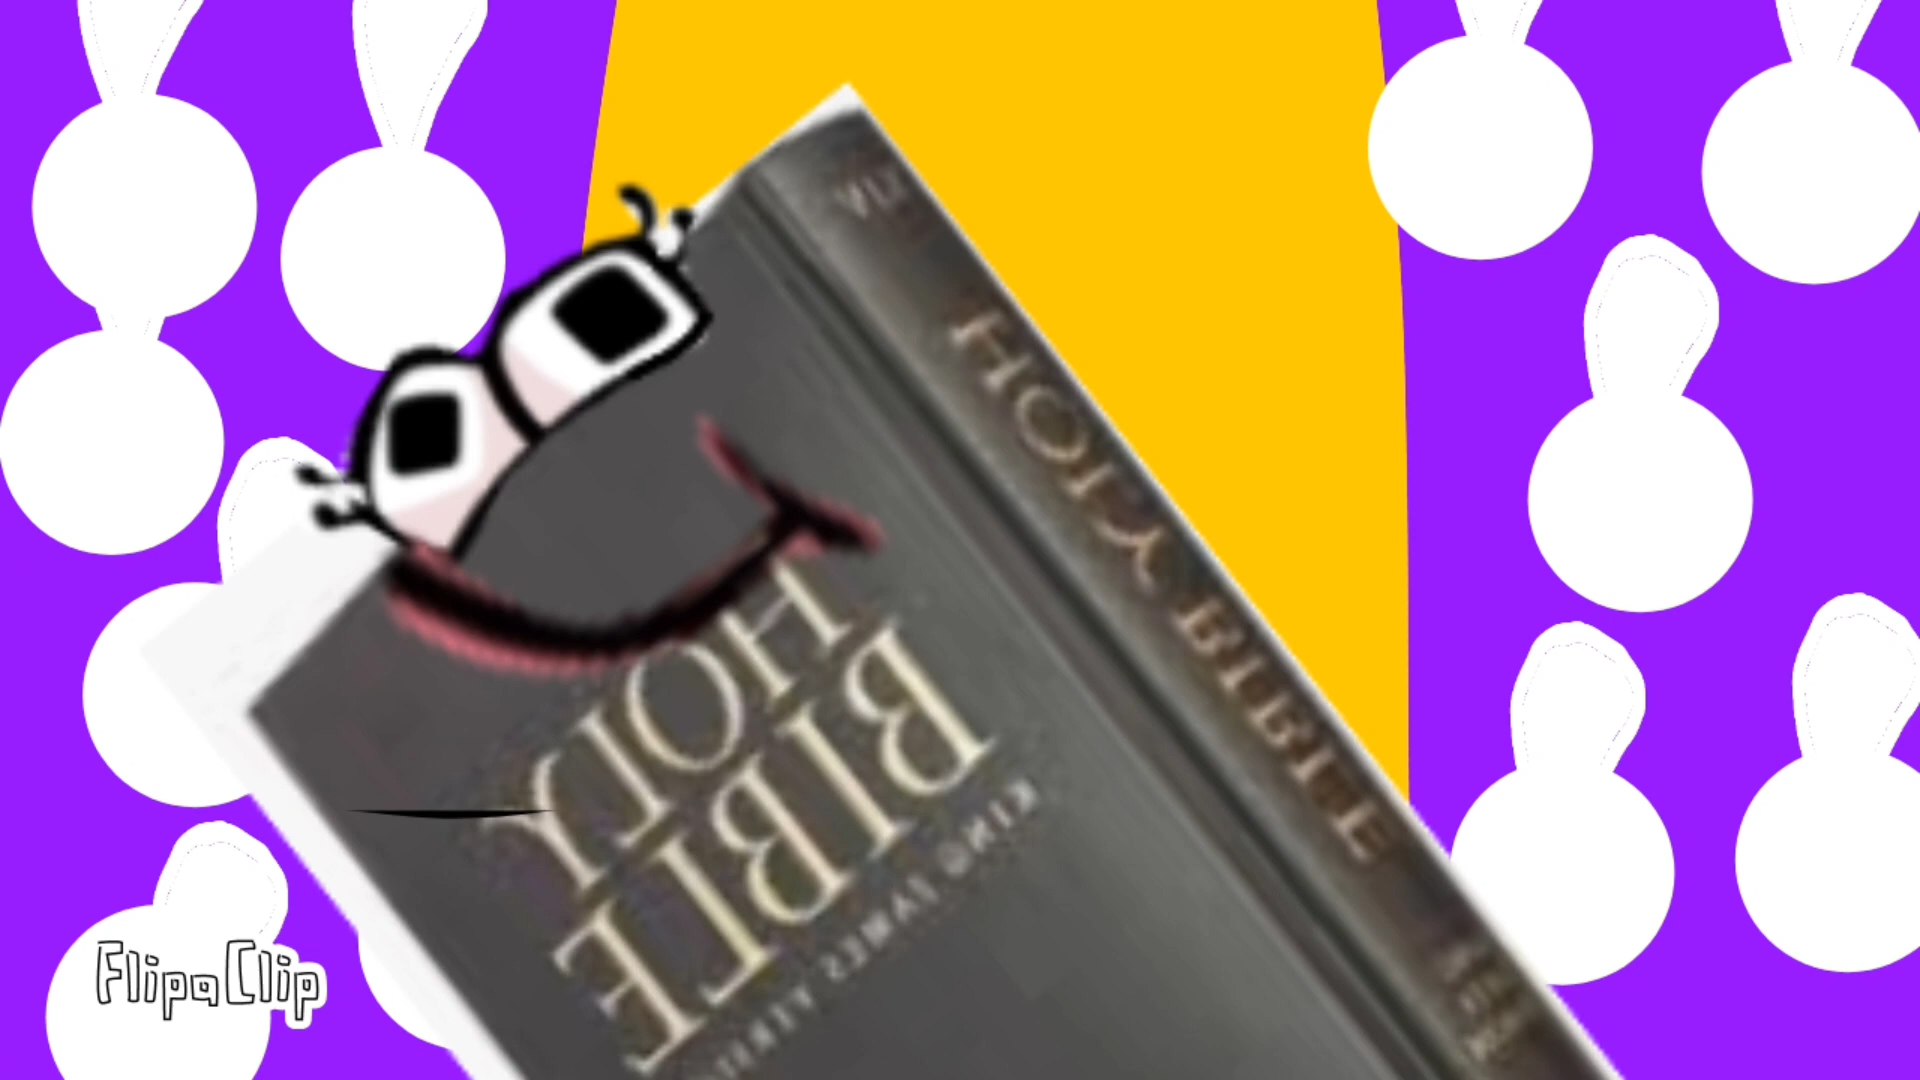 HOLY BIBLE
HOLY
BIBLE
KING JAMES VERSION
FlipaClip